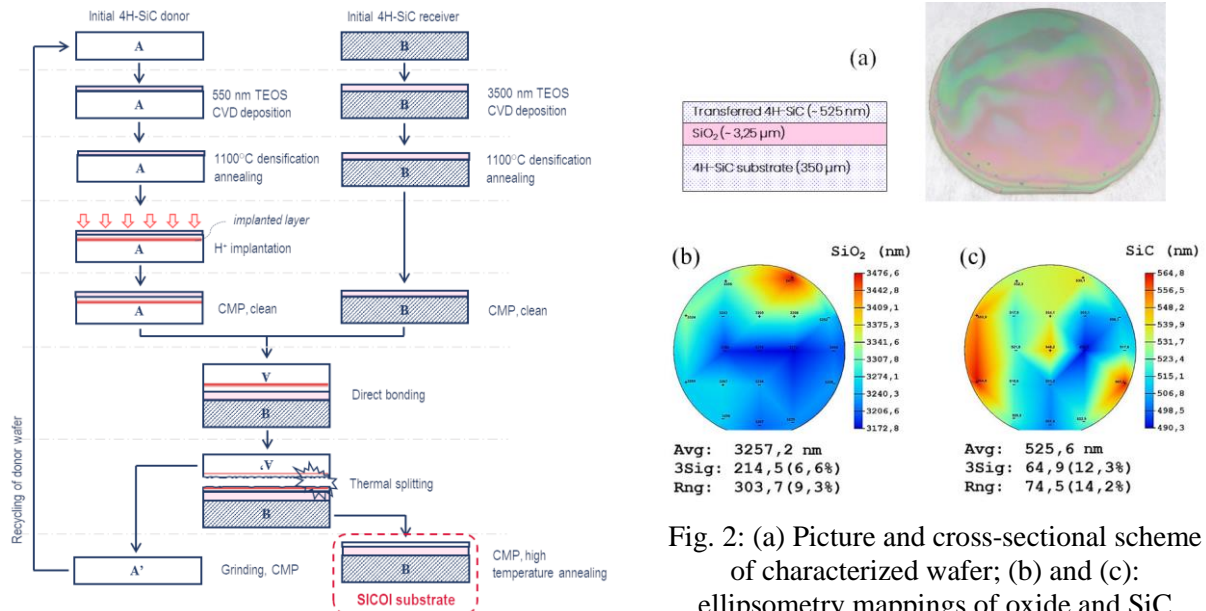 Initial 4H-SiC donor
Initial 4H-SiC receiver
A
B
550 nm TEOS
CVD deposition
A
3500 nm TEOS
CVD deposition
B
1100°C densification
annealing
A
1100°C densification
annealing
B
implanted layer
H⁺ implantation
A
CMP, clean
A
CMP, clean
B
A
Direct bonding
B
A'
Thermal splitting
B
Recycling of donor wafer
A'
Grinding, CMP
B
CMP, high
temperature annealing
SICOI substrate
(a)
Transferred 4H-SiC (~ 525 nm)
SiO₂ (~ 3,25 µm)
4H-SiC substrate (350 µm)
(b)
SiO₂ (nm)
3476,6
3442,8
3409,1
3375,3
3341,6
3307,8
3274,1
3240,3
3206,6
3172,8
Avg: 3257,2 nm
3Sig: 214,5(6,6%)
Rng: 303,7(9,3%)
(c)
SiC (nm)
564,8
556,5
548,2
539,9
531,7
523,4
515,1
506,8
498,5
490,3
Avg: 525,6 nm
3Sig: 64,9(12,3%)
Rng: 74,5(14,2%)
Fig. 2: (a) Picture and cross-sectional scheme
of characterized wafer; (b) and (c):
ellipsometry mappings of oxide and SiC